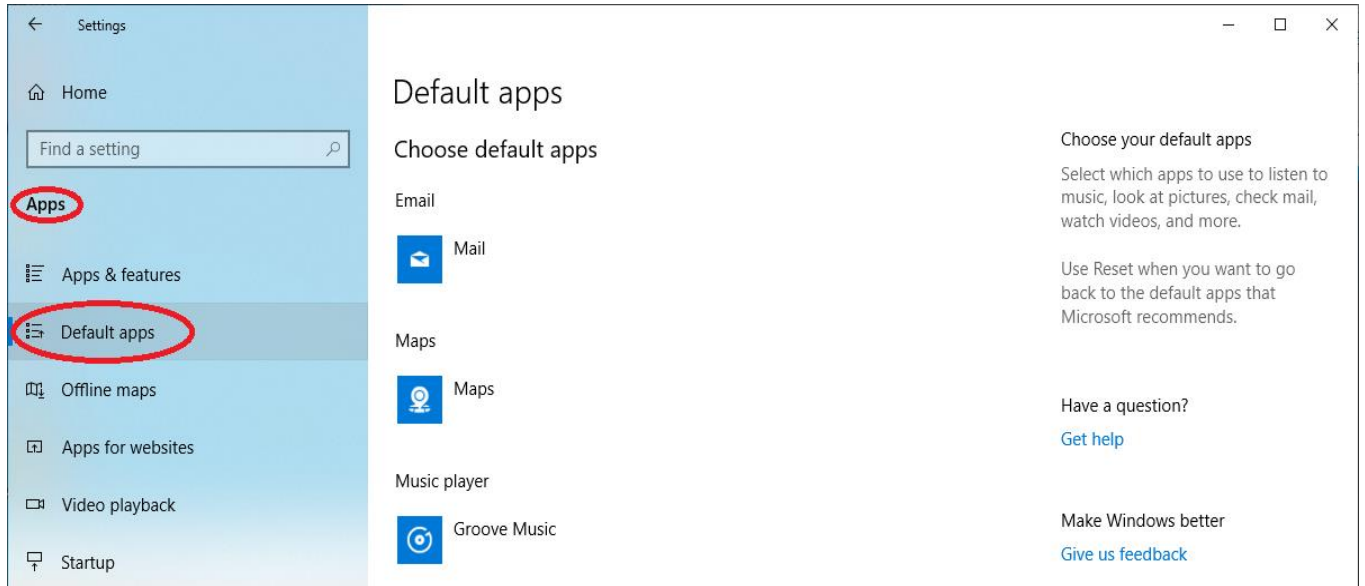 Settings
Home
Find a setting
Apps
Apps & features
Default apps
Offline maps
Apps for websites
Video playback
Startup
Default apps
Choose default apps
Email
Mail
Maps
Maps
Music player
Groove Music
Choose your default apps
Select which apps to use to listen to
music, look at pictures, check mail,
watch videos, and more.
Use Reset when you want to go
back to the default apps that
Microsoft recommends.
Have a question?
Get help
Make Windows better
Give us feedback